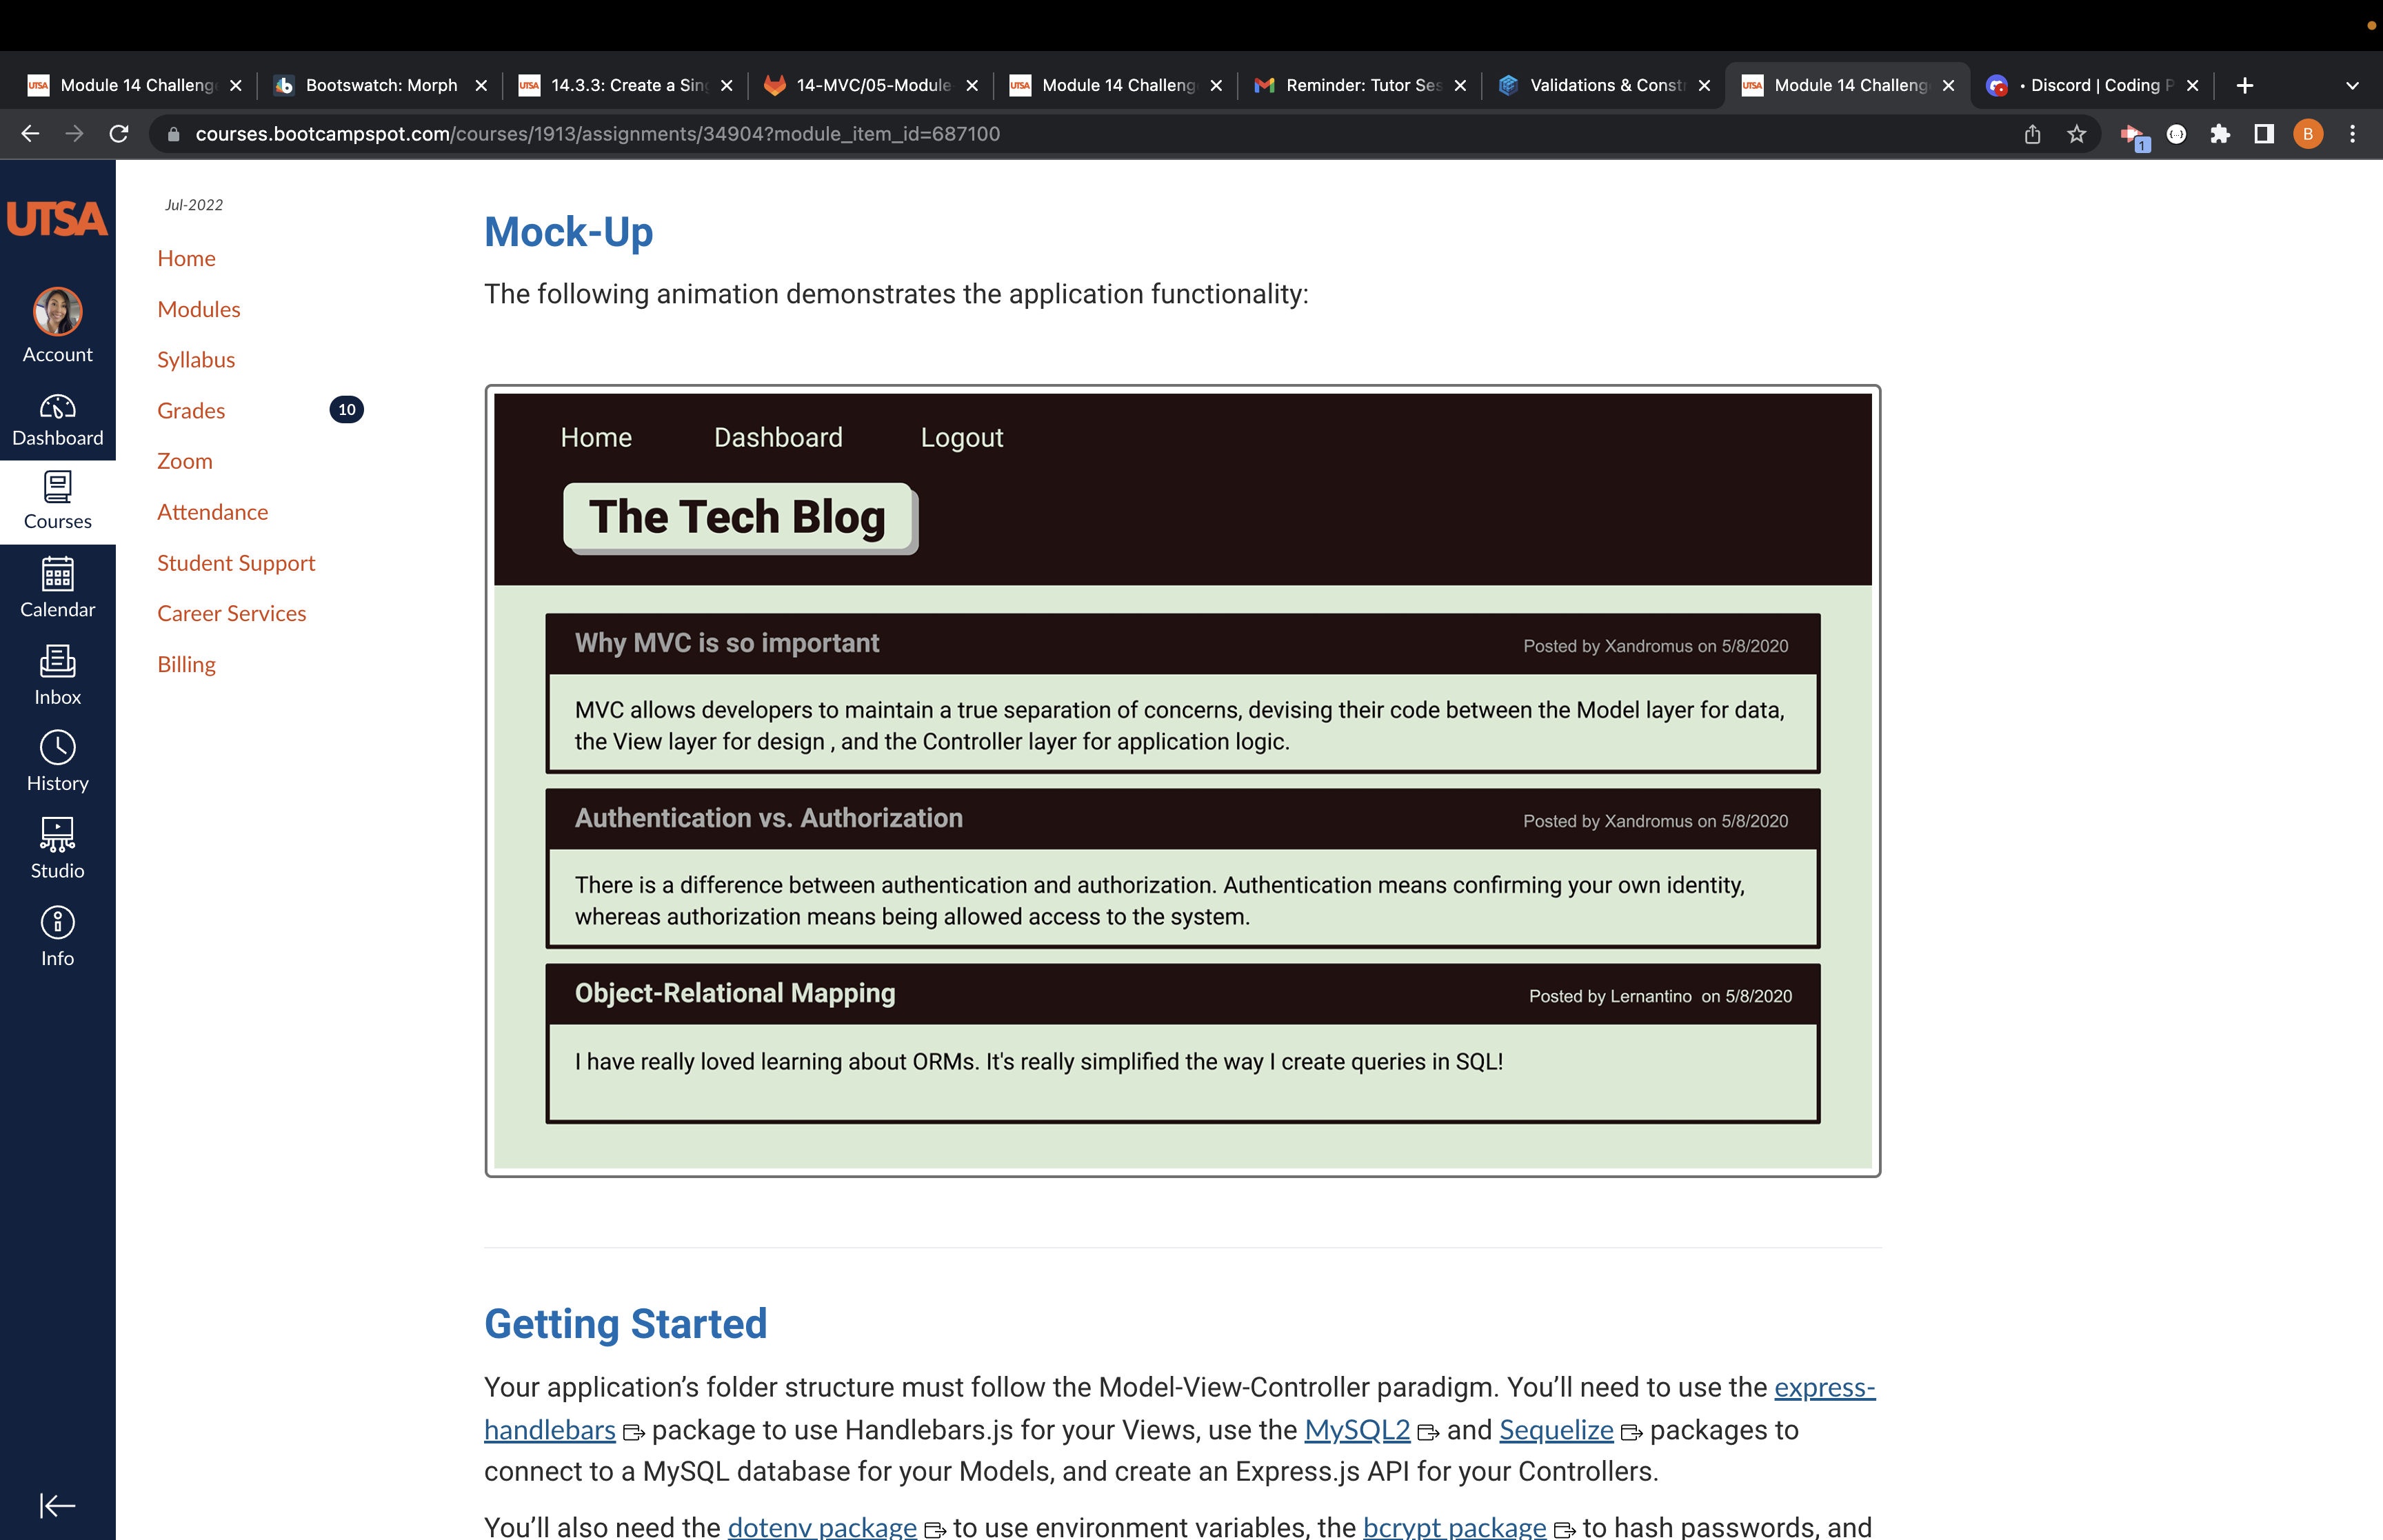 Module 14 Challeng
Bootswatch: Morph
14.3.3: Create a Sin
14-MVC/05-Module
Module 14 Challeng
Reminder: Tutor Ses
Validations & Const
Module 14 Challeng
• Discord | Coding
courses.bootcampspot.com/courses/1913/assignments/34904?module_item_id=687100
1
B
UTSA
Account
Dashboard
Courses
Calendar
Inbox
History
Studio
Info
Jul-2022
Home
Modules
Syllabus
Grades
10
Zoom
Attendance
Student Support
Career Services
Billing
Mock-Up
The following animation demonstrates the application functionality:
Home Dashboard Logout
The Tech Blog
Why MVC is so important
Posted by Xandromus on 5/8/2020
MVC allows developers to maintain a true separation of concerns, devising their code between the Model layer for data,
the View layer for design , and the Controller layer for application logic.
Authentication vs. Authorization
Posted by Xandromus on 5/8/2020
There is a difference between authentication and authorization. Authentication means confirming your own identity,
whereas authorization means being allowed access to the system.
Object-Relational Mapping
Posted by Lernantino on 5/8/2020
I have really loved learning about ORMs. It's really simplified the way I create queries in SQL!
Getting Started
Your application’s folder structure must follow the Model-View-Controller paradigm. You’ll need to use the express-
handlebars package to use Handlebars.js for your Views, use the MySQL2 and Sequelize packages to
connect to a MySQL database for your Models, and create an Express.js API for your Controllers.
You’ll also need the dotenv package to use environment variables, the bcrypt package to hash passwords, and